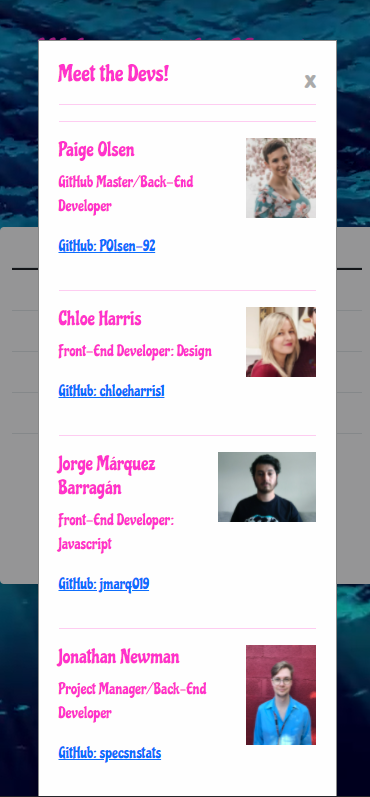 Meet the Devs!
x
Paige Olsen
GitHub Master/Back-End
Developer
GitHub: POlsen-92
Chloe Harris
Front-End Developer: Design
GitHub: chloeharris1
Jorge Márquez
Barragán
Front-End Developer:
Javascript
GitHub: jmarq019
Jonathan Newman
Project Manager/Back-End
Developer
GitHub: specsnstats